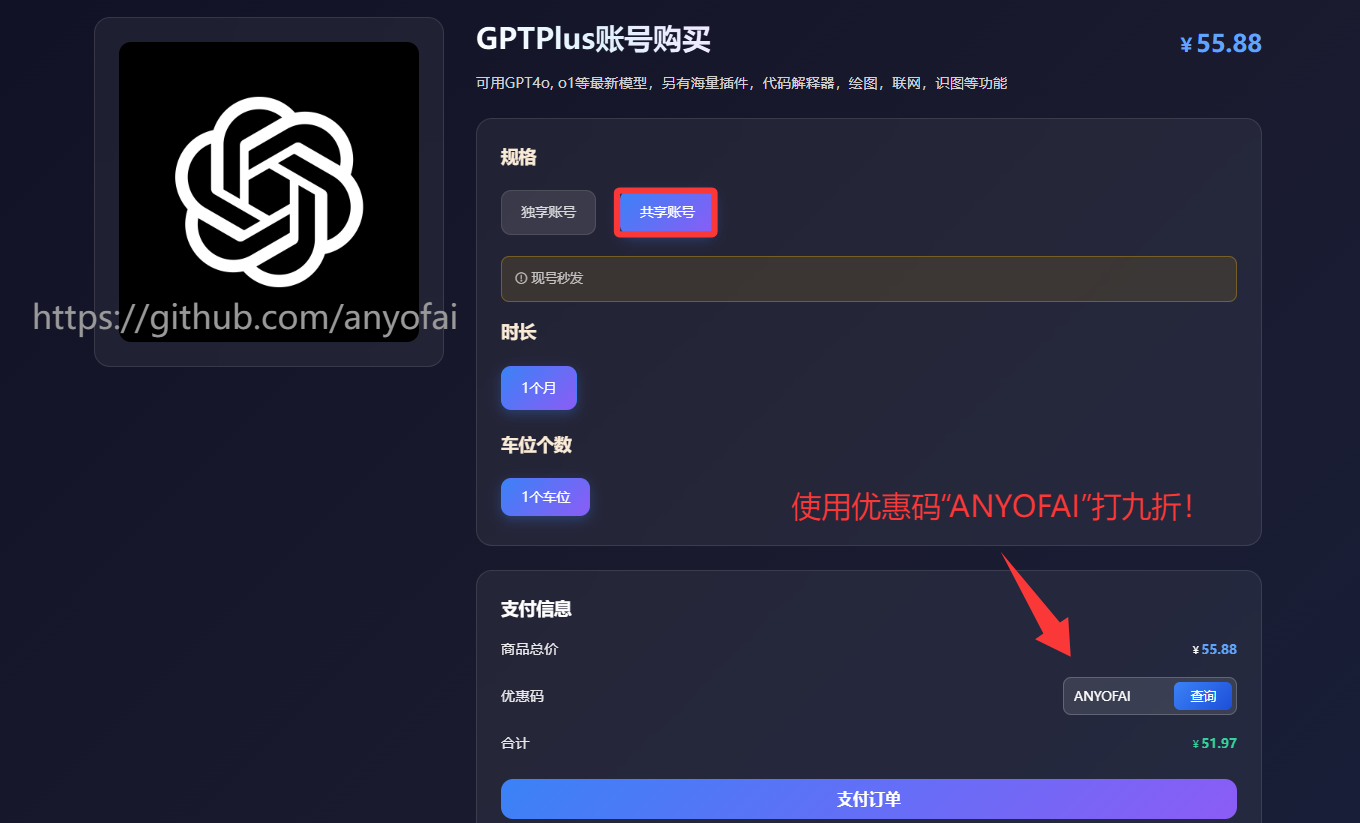 GPTPlus账号购买
¥55.88
可用GPT4o, o1等最新模型，另有海量插件，代码解释器，绘图，联网，识图等功能
规格
独享账号
共享账号
现号秒发
https://github.com/anyofai
时长
1个月
车位个数
1个车位
使用优惠码“ANYOFAI”打九折！
支付信息
商品总价
¥55.88
优惠码
ANYOFAI
查询
合计
¥51.97
支付订单